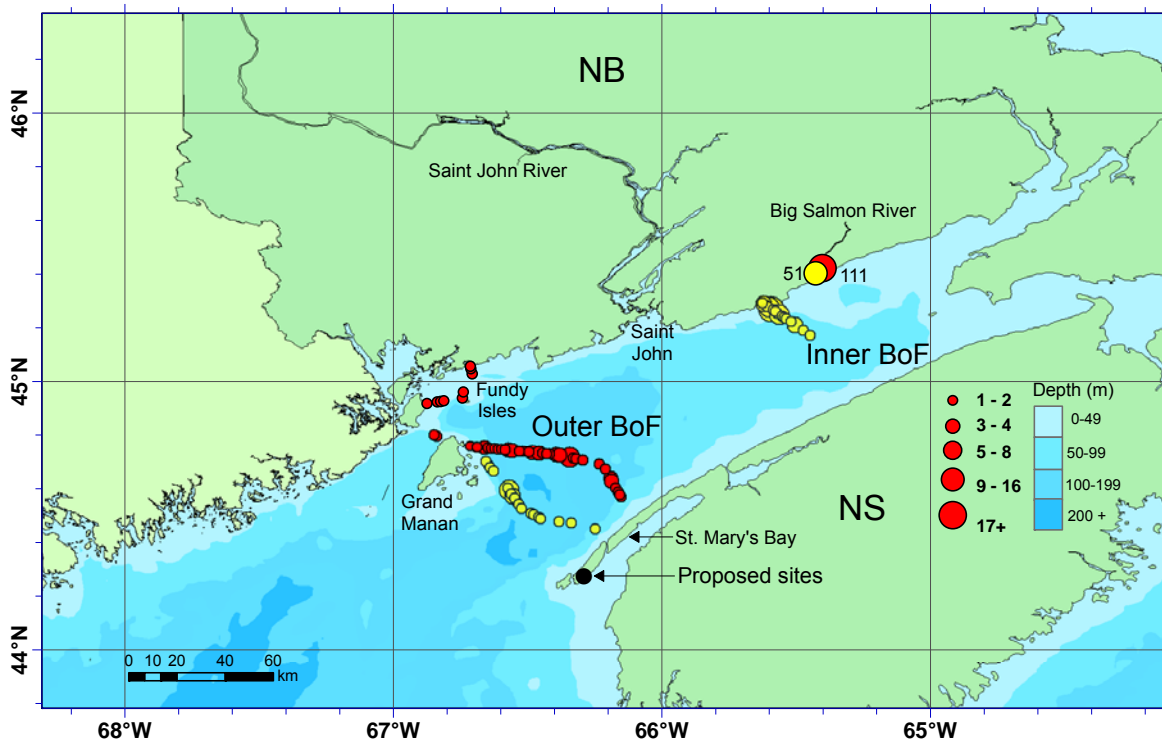 NB
46°N
Saint John River
Big Salmon River
51
111
Saint
John
Inner BoF
45°N
Fundy
Isles
Outer BoF
Depth (m)
1 - 2
0-49
3 - 4
50-99
5 - 8
100-199
9 - 16
200 +
17+
Grand
Manan
NS
St. Mary's Bay
Proposed sites
44°N
0 10 20 40 60
km
68°W
67°W
66°W
65°W